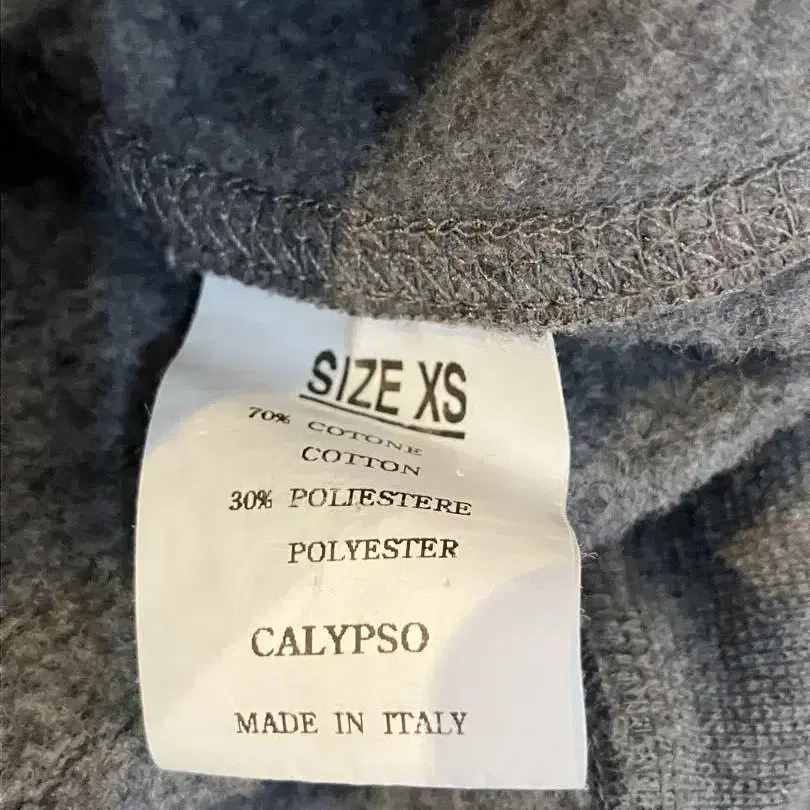 SIZE XS
70% COTONE
COTTON
30% POLIESTERE
POLYESTER
CALYPSO
MADE IN ITALY